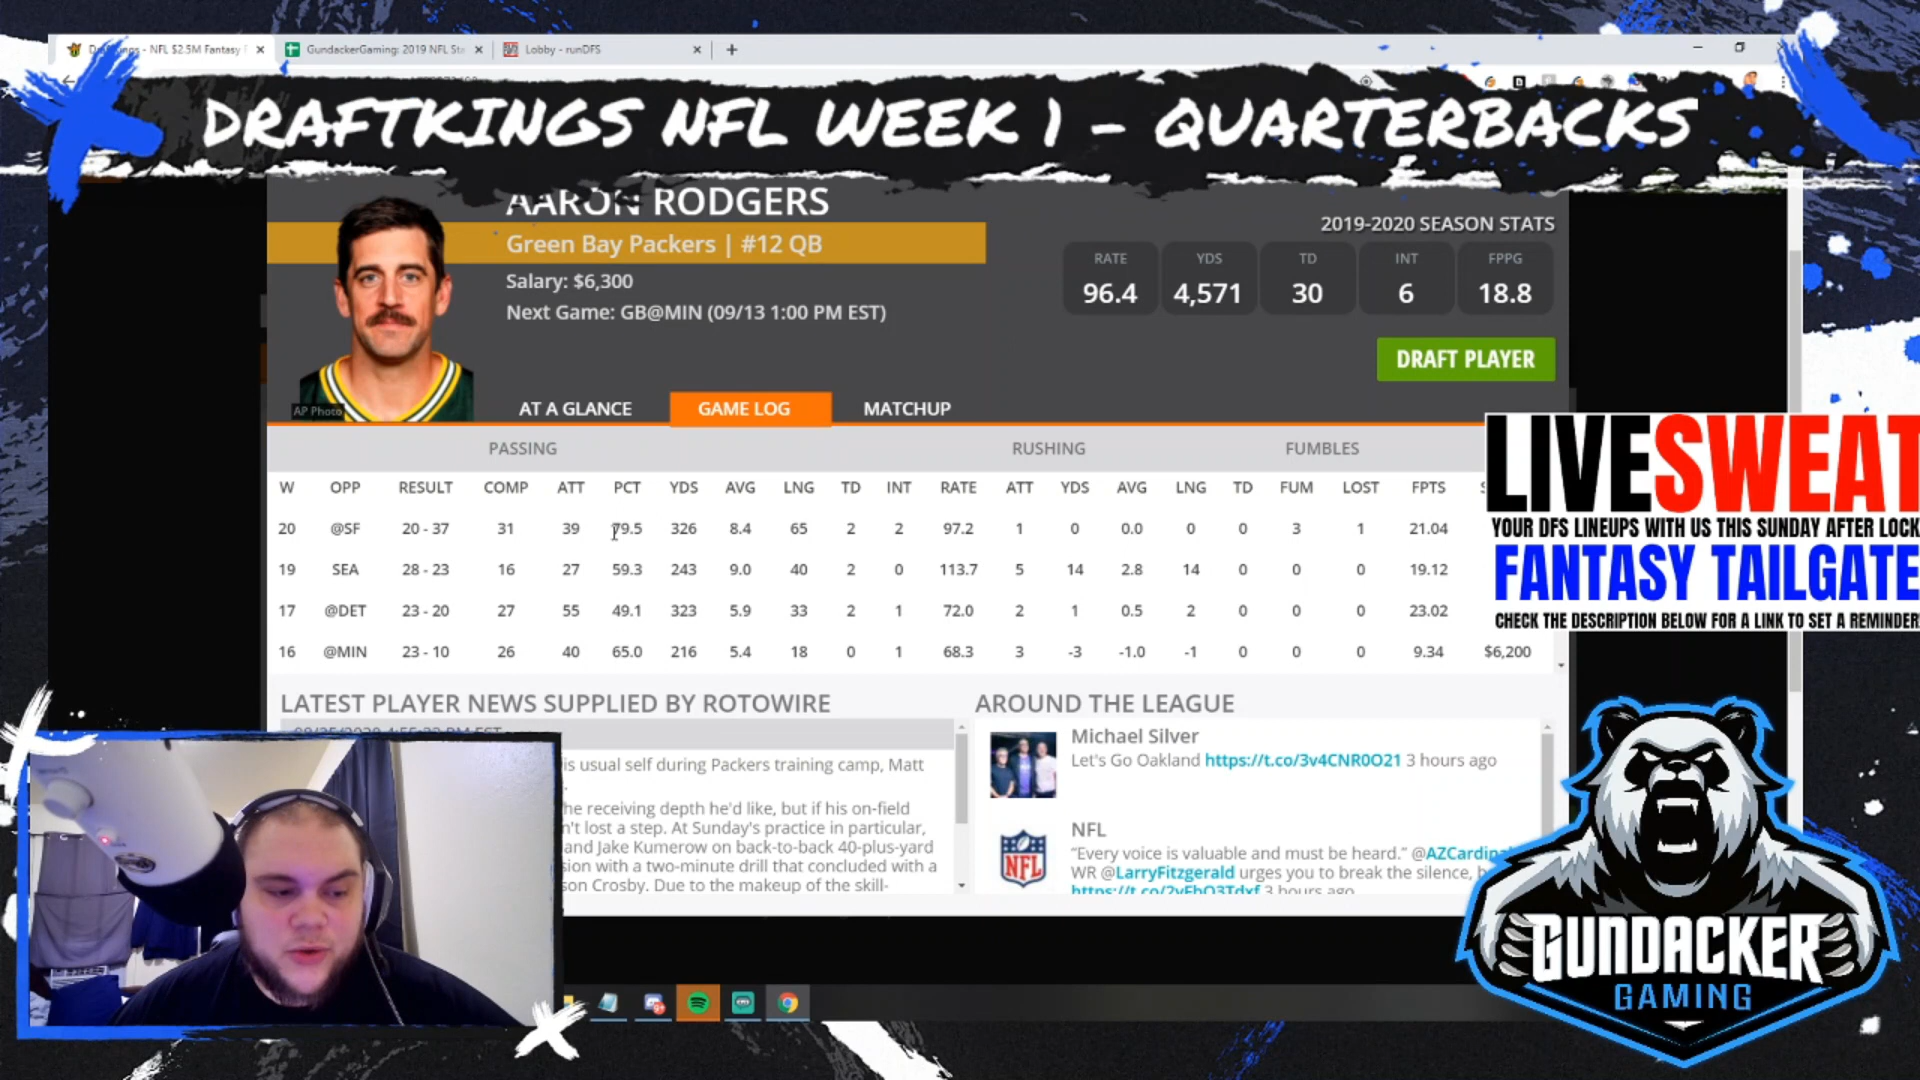 NFL $2.5M Fantasy
GundackerGaming: 2019 NFL Sta
Lobby - runDFS
DRAFTKINGS NFL WEEK 1 - QUARTERBACKS
AARON RODGERS
Green Bay Packers | #12 QB
Salary: $6,300
Next Game: GB@MIN (09/13 1:00 PM EST)
2019-2020 SEASON STATS
RATE YDS TD INT FPPG
96.4 4,571 30 6 18.8
DRAFT PLAYER
AP Photo
AT A GLANCE GAME LOG MATCHUP
PASSING RUSHING FUMBLES
W OPP RESULT COMP ATT PCT YDS AVG LNG TD INT RATE ATT YDS AVG LNG TD FUM LOST FPTS
20 @SF 20 - 37 31 39 79.5 326 8.4 65 2 2 97.2 1 0 0.0 0 0 3 1 21.04
19 SEA 28 - 23 16 27 59.3 243 9.0 40 2 0 113.7 5 14 2.8 14 0 0 0 19.12
17 @DET 23 - 20 27 55 49.1 323 5.9 33 2 1 72.0 2 1 0.5 2 0 0 0 23.02
16 @MIN 23 - 10 26 40 65.0 216 5.4 18 0 1 68.3 3 -3 -1.0 -1 0 0 0 9.34 $6,200
LIVESWEAT
YOUR DFS LINEUPS WITH US THIS SUNDAY AFTER LOCK
FANTASY TAILGATE
CHECK THE DESCRIPTION BELOW FOR A LINK TO SET A REMINDER
LATEST PLAYER NEWS SUPPLIED BY ROTOWIRE
is usual self during Packers training camp, Matt
he receiving depth he'd like, but if his on-field
n't lost a step. At Sunday's practice in particular,
and Jake Kumerow on back-to-back 40-plus-yard
sion with a two-minute drill that concluded with a
son Crosby. Due to the makeup of the skill-
AROUND THE LEAGUE
Michael Silver
Let's Go Oakland https://t.co/3v4CNR0O21 3 hours ago
NFL
NFL
“Every voice is valuable and must be heard.” @AZCardinal
WR @LarryFitzgerald urges you to break the silence, b
3 hours ago
GUNDACKER
GAMING